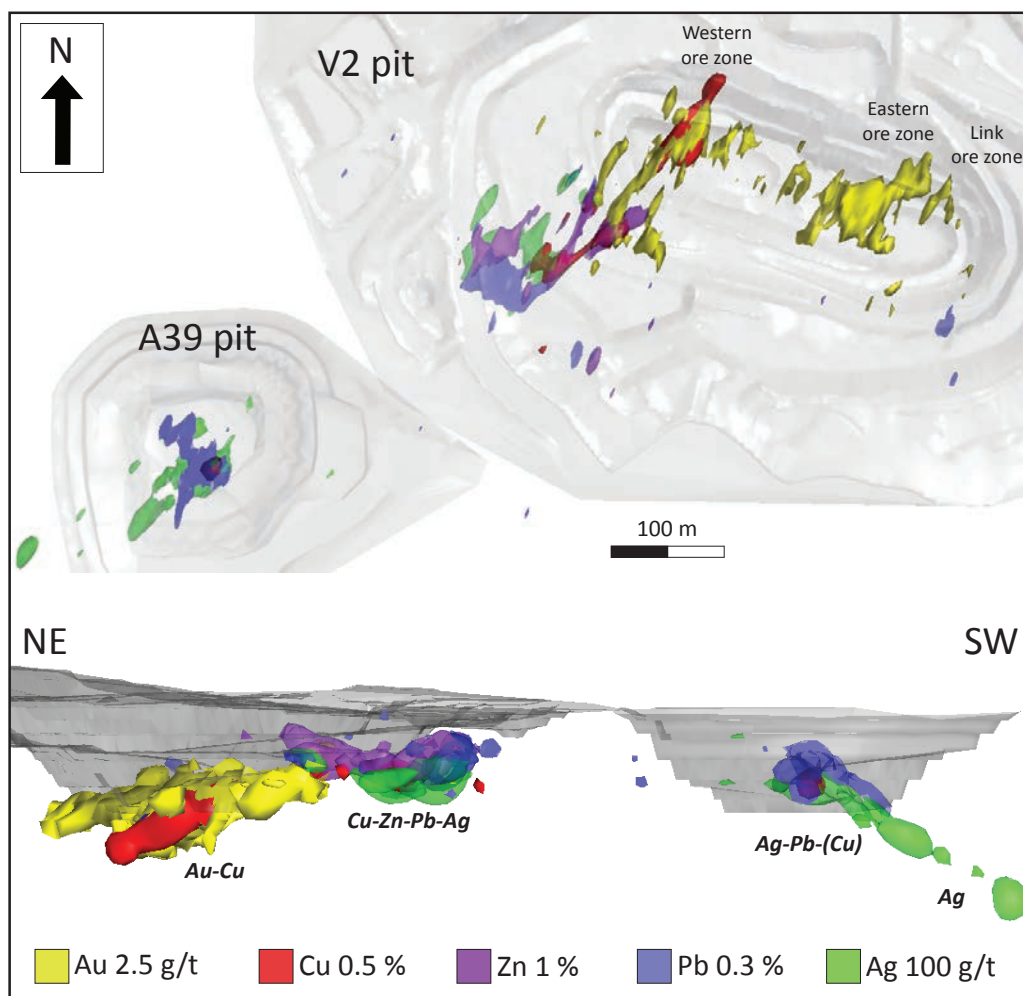 N
V2 pit
Western
ore zone
Eastern
ore zone
Link
ore zone
A39 pit
100 m
NE
SW
Au-Cu
Cu-Zn-Pb-Ag
Ag-Pb-(Cu)
Ag
Au 2.5 g/t
Cu 0.5 %
Zn 1 %
Pb 0.3 %
Ag 100 g/t